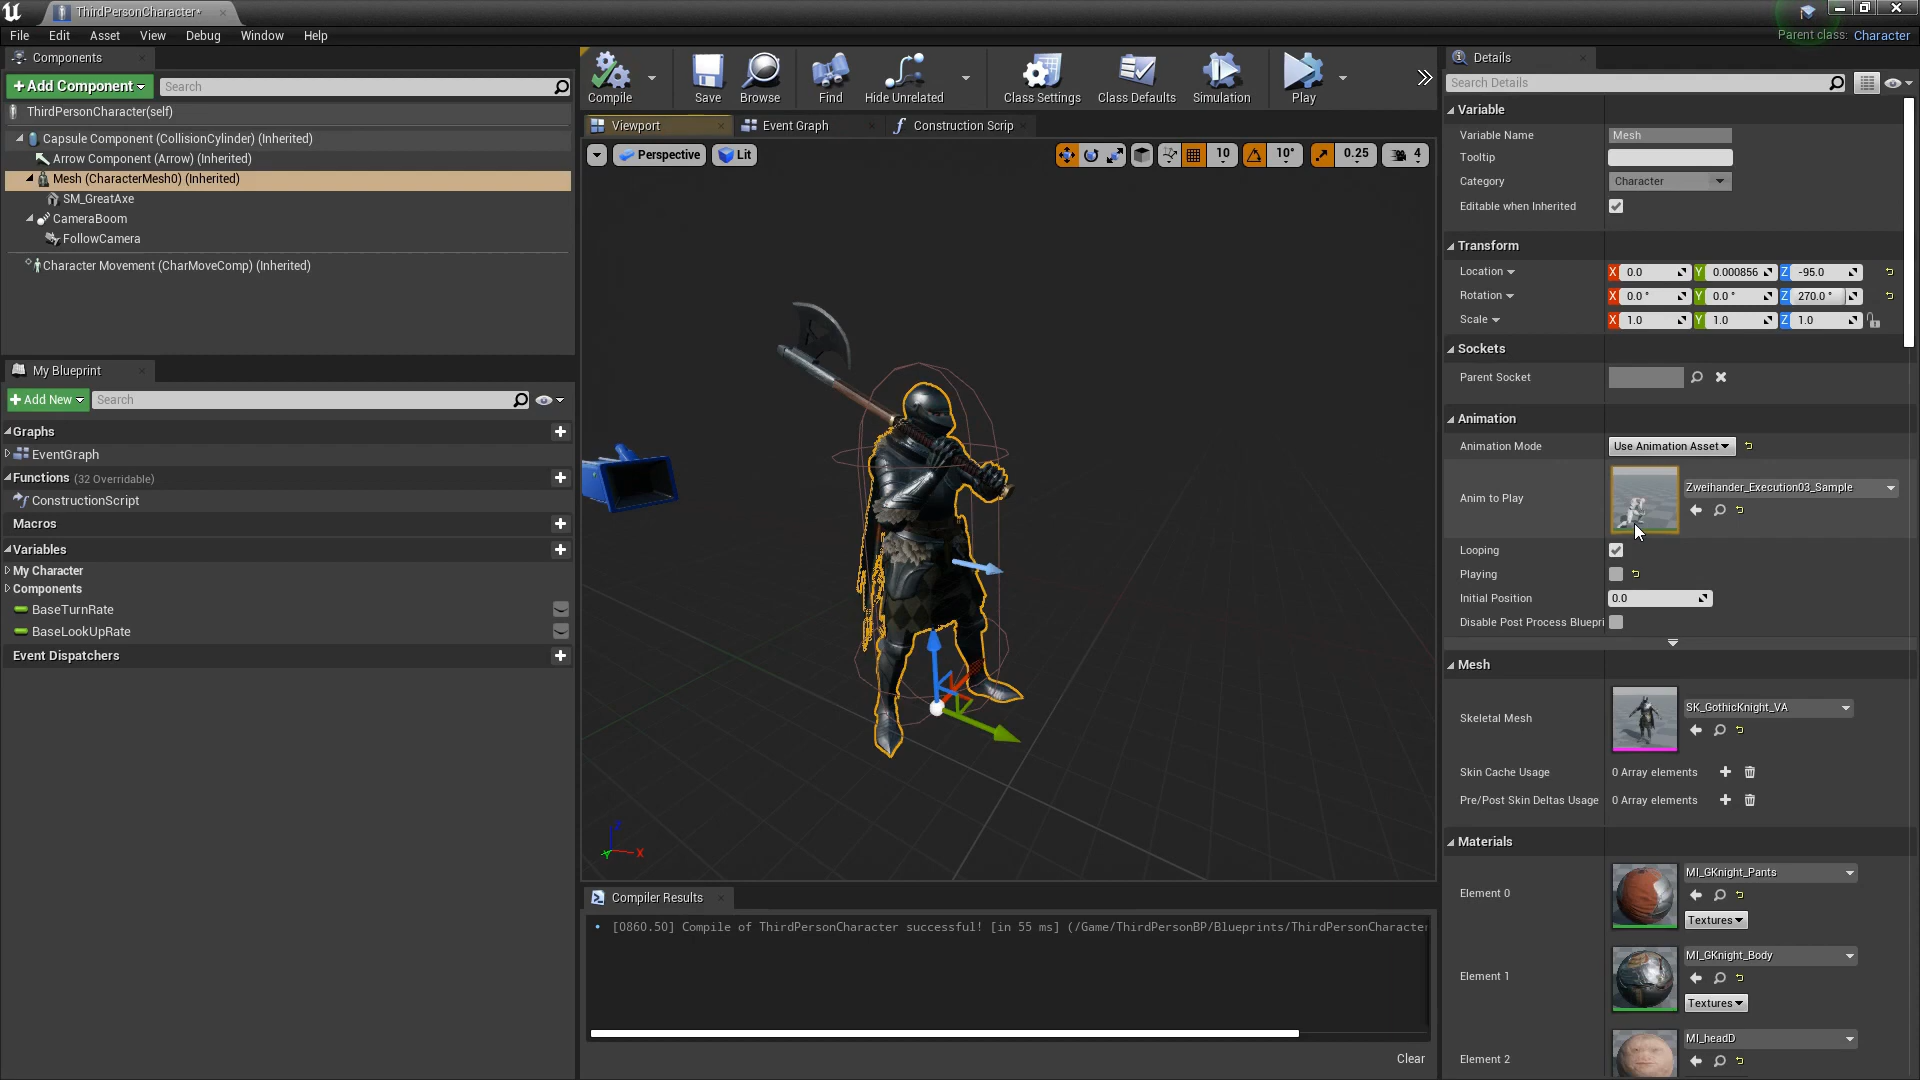 ThirdPersonCharacter*
File Edit Asset View Debug Window Help
Parent class: Character
Components
+Add Component
Search
ThirdPersonCharacter(self)
Capsule Component (CollisionCylinder) (Inherited)
Arrow Component (Arrow) (Inherited)
Mesh (CharacterMesh0) (Inherited)
SM_GreatAxe
CameraBoom
FollowCamera
Character Movement (CharMoveComp) (Inherited)
My Blueprint
+Add New
Search
Graphs
EventGraph
Functions (32 Overridable)
ConstructionScript
Macros
Variables
My Character
Components
BaseTurnRate
BaseLookUpRate
Event Dispatchers
Compile Save Browse Find Hide Unrelated Class Settings Class Defaults Simulation Play
Viewport Event Graph Construction Scrip
Perspective Lit 10 10° 0.25 4
X
Compiler Results
[0860.50] Compile of ThirdPersonCharacter successful! [in 55 ms] (/Game/ThirdPersonBP/Blueprints/ThirdPersonCharacter
Clear
Details
Search Details
Variable
Variable Name Mesh
Tooltip
Category Character
Editable when Inherited
Transform
Location X 0.0 Y 0.000856 Z -95.0
Rotation X 0.0 ° Y 0.0 ° Z 270.0 °
Scale X 1.0 Y 1.0 Z 1.0
Sockets
Parent Socket
Animation
Animation Mode Use Animation Asset
Anim to Play Zweihander_Execution03_Sample
Looping
Playing
Initial Position 0.0
Disable Post Process Bluepri
Mesh
Skeletal Mesh SK_GothicKnight_VA
Skin Cache Usage 0 Array elements
Pre/Post Skin Deltas Usage 0 Array elements
Materials
Element 0 MI_GKnight_Pants
Textures
Element 1 MI_GKnight_Body
Textures
Element 2 MI_headD